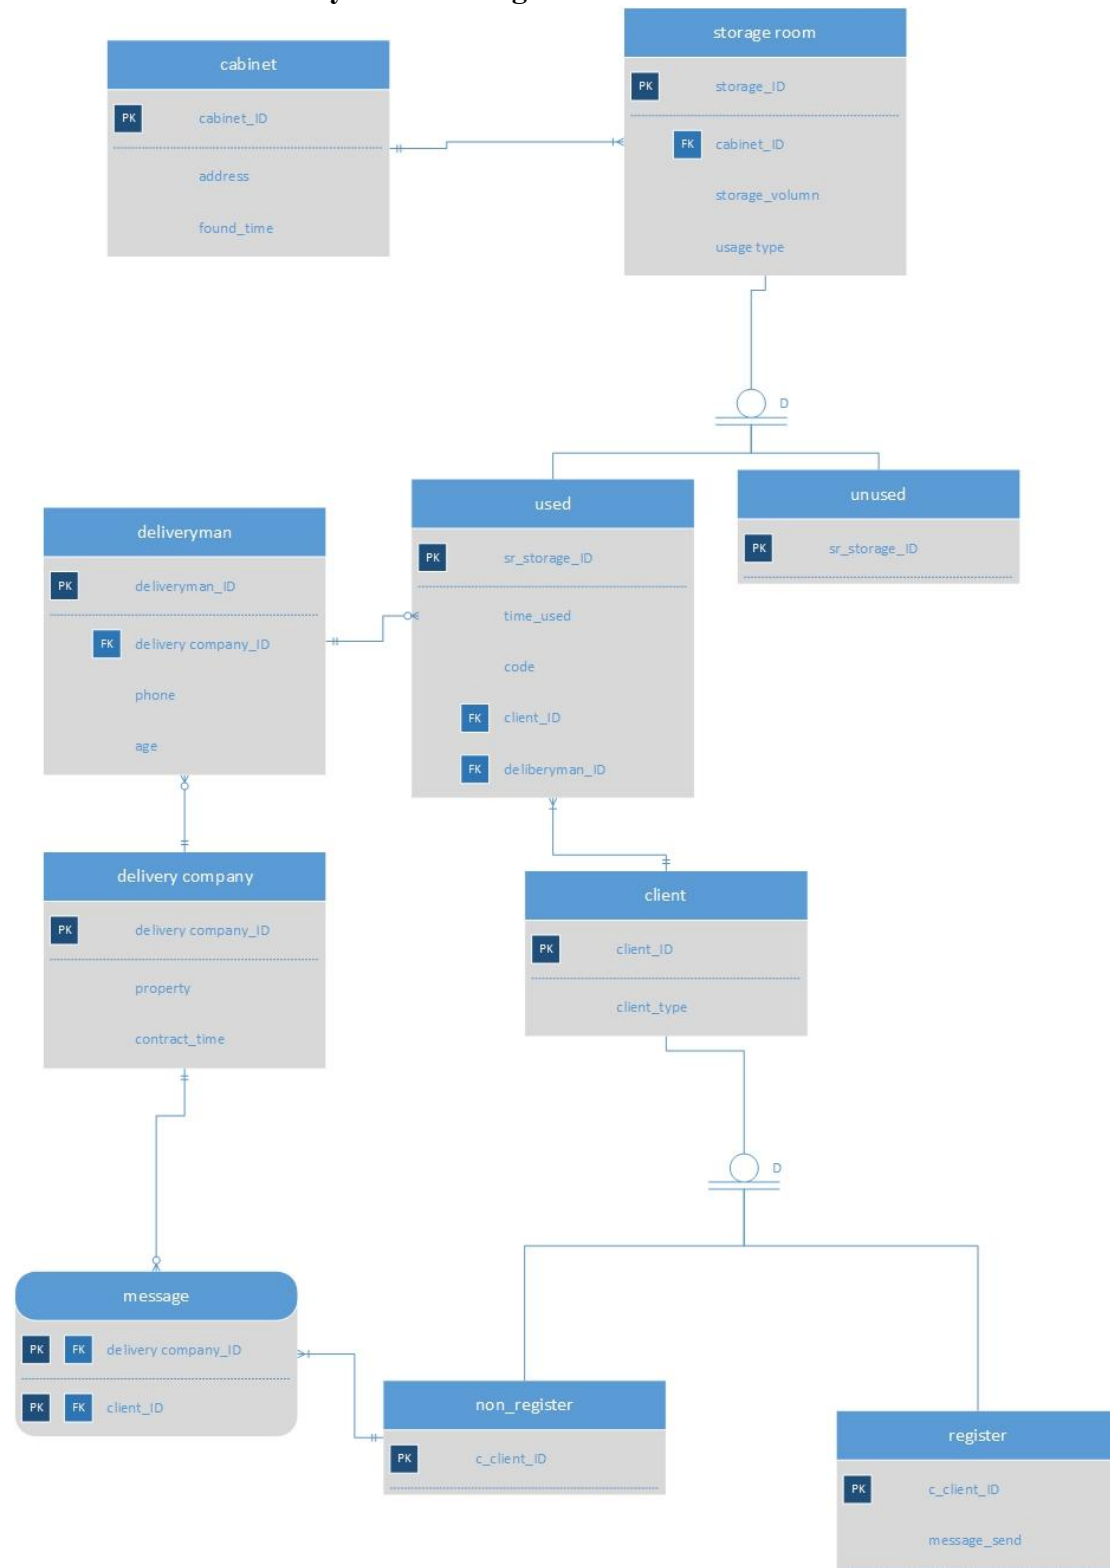 cabinet
PK cabinet_ID
address
found_time
storage room
PK storage_ID
FK cabinet_ID
storage_volumn
usage type
D
used
PK sr_storage_ID
time_used
code
FK client_ID
FK deliberyman_ID
unused
PK sr_storage_ID
deliveryman
PK deliveryman_ID
FK delivery company_ID
phone
age
delivery company
PK delivery company_ID
property
contract_time
client
PK client_ID
client_type
D
message
PK FK delivery company_ID
PK FK client_ID
non_register
PK c_client_ID
register
PK c_client_ID
message_send